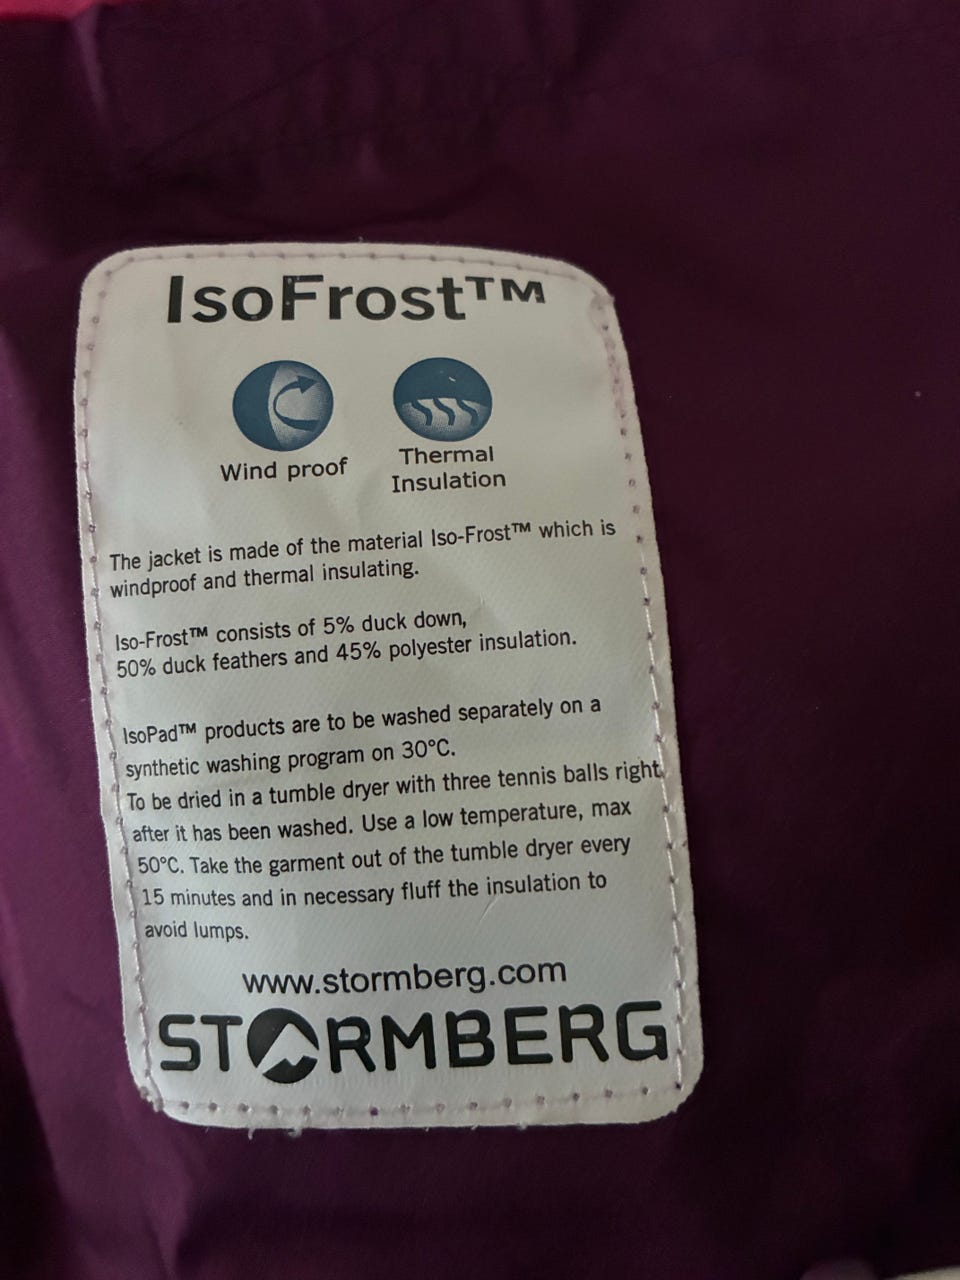 IsoFrost™
Wind proof
Thermal
Insulation
The jacket is made of the material Iso-Frost™ which is
windproof and thermal insulating.
Iso-Frost™ consists of 5% duck down,
50% duck feathers and 45% polyester insulation.
IsoPad™ products are to be washed separately on a
synthetic washing program on 30°C.
To be dried in a tumble dryer with three tennis balls right
after it has been washed. Use a low temperature, max
50°C. Take the garment out of the tumble dryer every
15 minutes and in necessary fluff the insulation to
avoid lumps.
www.stormberg.com
STORMBERG